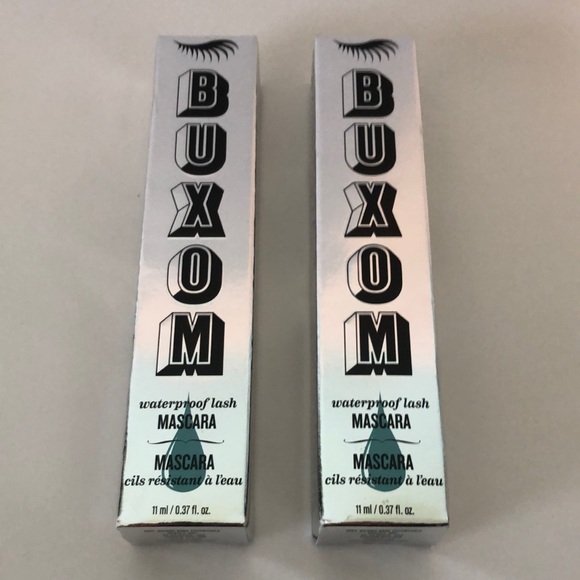 BUXOM
waterproof lash
MASCARA
MASCARA
cils résistant à l'eau
11 ml / 0.37 fl. oz.
BUXOM
waterproof lash
MASCARA
MASCARA
cils résistant à l'eau
11 ml / 0.37 fl. oz.